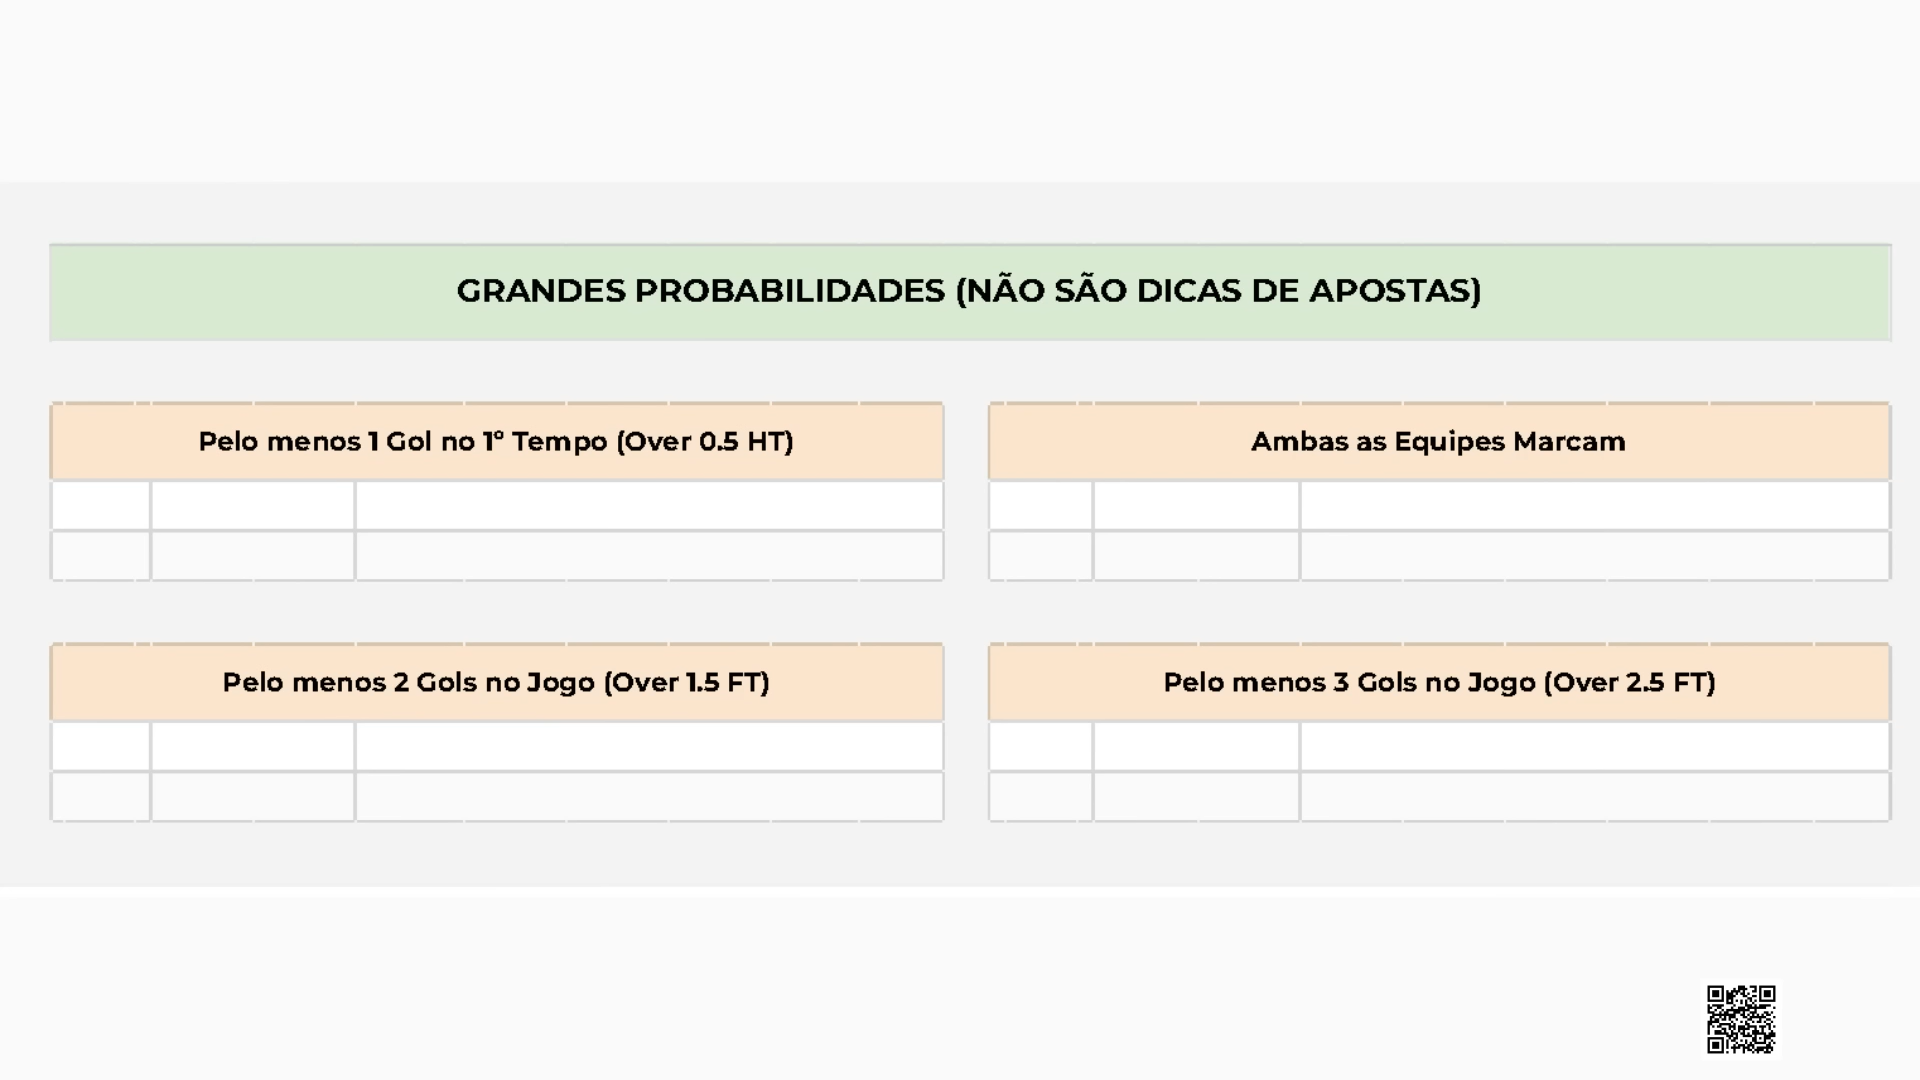 GRANDES PROBABILIDADES (NÃO SÃO DICAS DE APOSTAS)
Pelo menos 1 Gol no 1º Tempo (Over 0.5 HT)
Ambas as Equipes Marcam
Pelo menos 2 Gols no Jogo (Over 1.5 FT)
Pelo menos 3 Gols no Jogo (Over 2.5 FT)